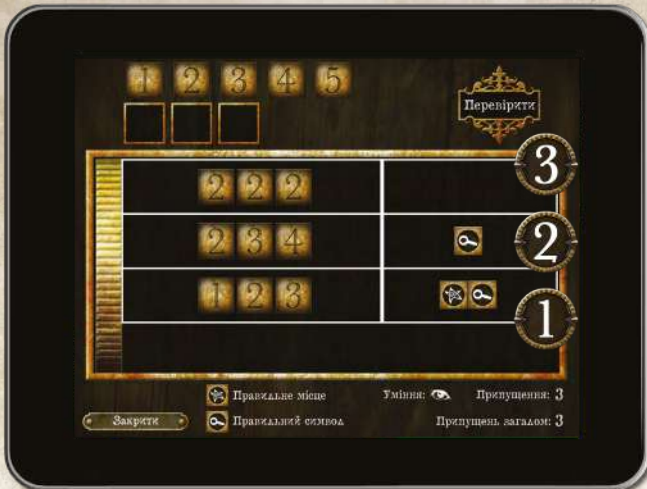 1 2 3 4 5
Перевірити
2 2 2
3
2 3 4
2
1 2 3
1
Правильне місце
Уміння:
Припущення: 3
Закрити
Правильний символ
Припущень загалом: 3